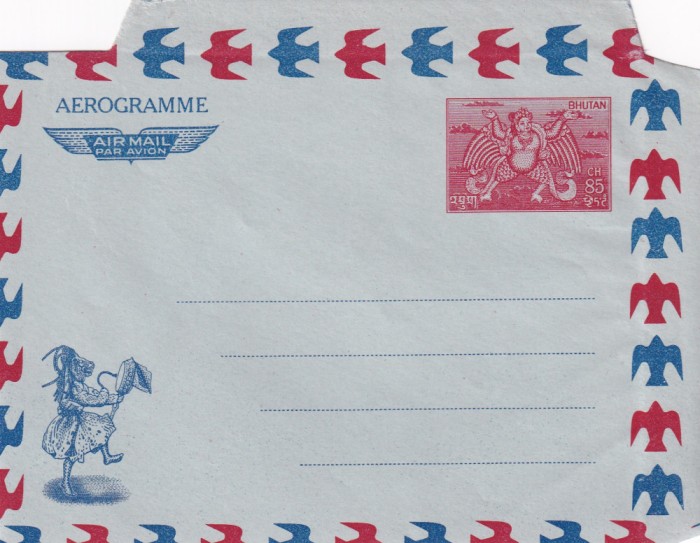 AEROGRAMME
AIR MAIL
PAR AVION
BHUTAN
CH
85